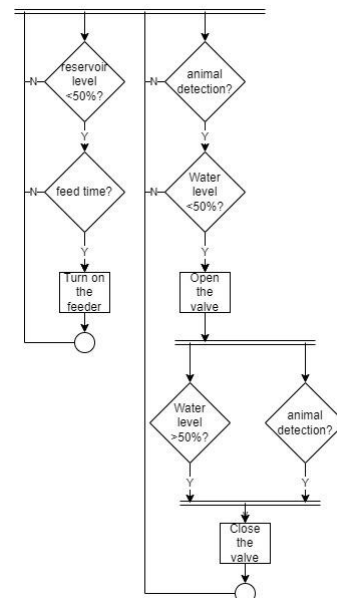 reservoir
level
<50%?
N
Y
feed time?
N
Y
Turn on
the
feeder
animal
detection?
N
Y
Water
level
<50%?
N
Y
Open
the
valve
Water
level
>50%?
Y
animal
detection?
Y
Close
the
valve